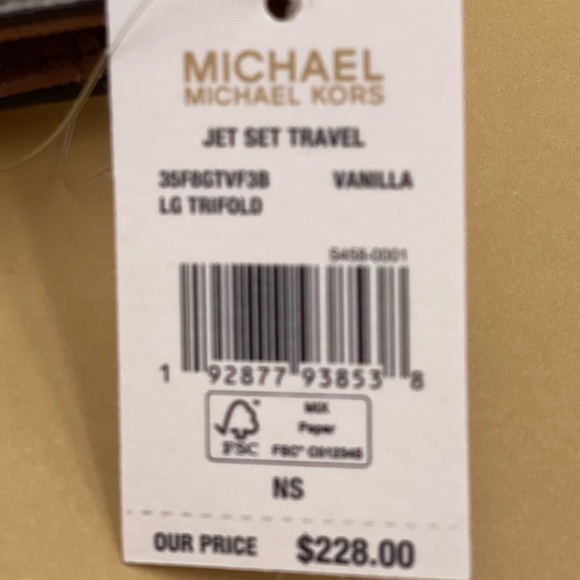 MICHAEL
MICHAEL KORS
JET SET TRAVEL
35F8GTVF3B VANILLA
LG TRIFOLD
1 92877 93853 8
MIX
Paper
FSC
NS
OUR PRICE $228.00